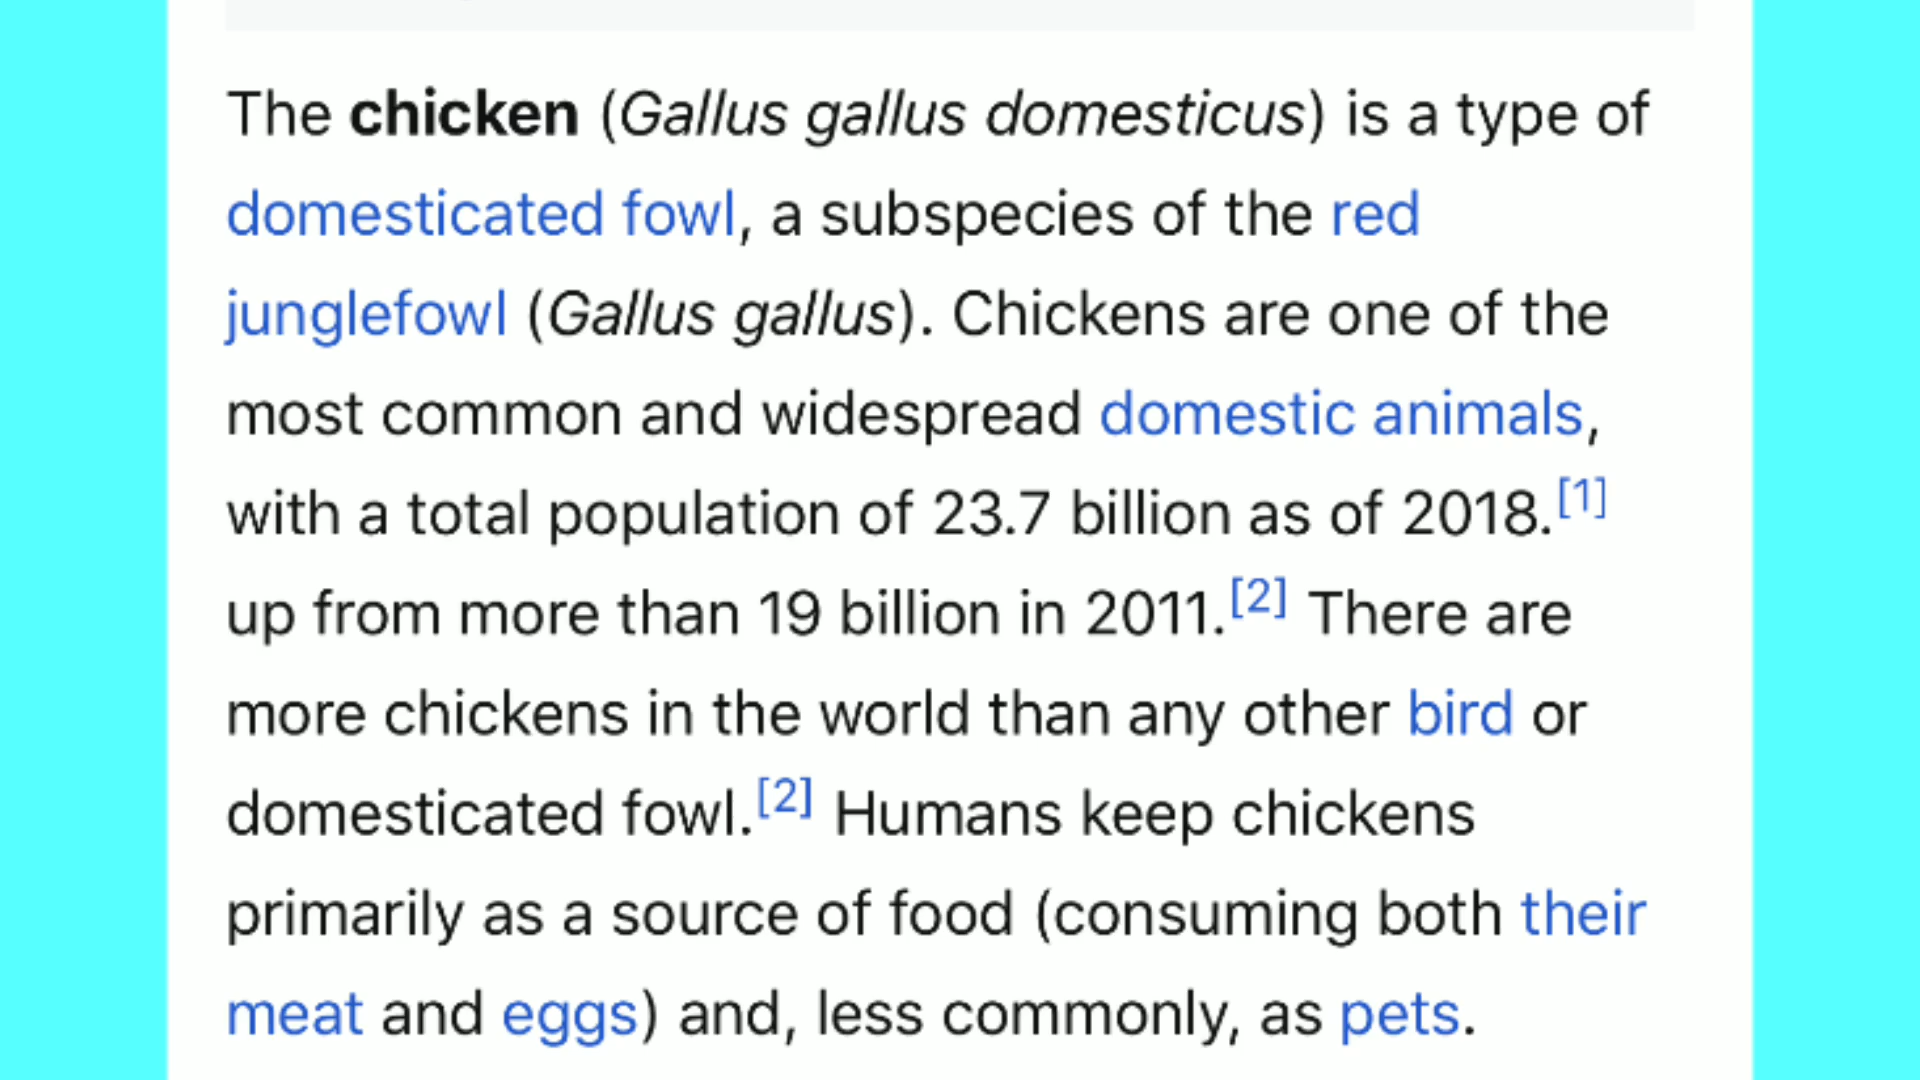 The chicken (Gallus gallus domesticus) is a type of
domesticated fowl, a subspecies of the red
junglefowl (Gallus gallus). Chickens are one of the
most common and widespread domestic animals,
with a total population of 23.7 billion as of 2018.[1]
up from more than 19 billion in 2011.[2] There are
more chickens in the world than any other bird or
domesticated fowl.[2] Humans keep chickens
primarily as a source of food (consuming both their
meat and eggs) and, less commonly, as pets.